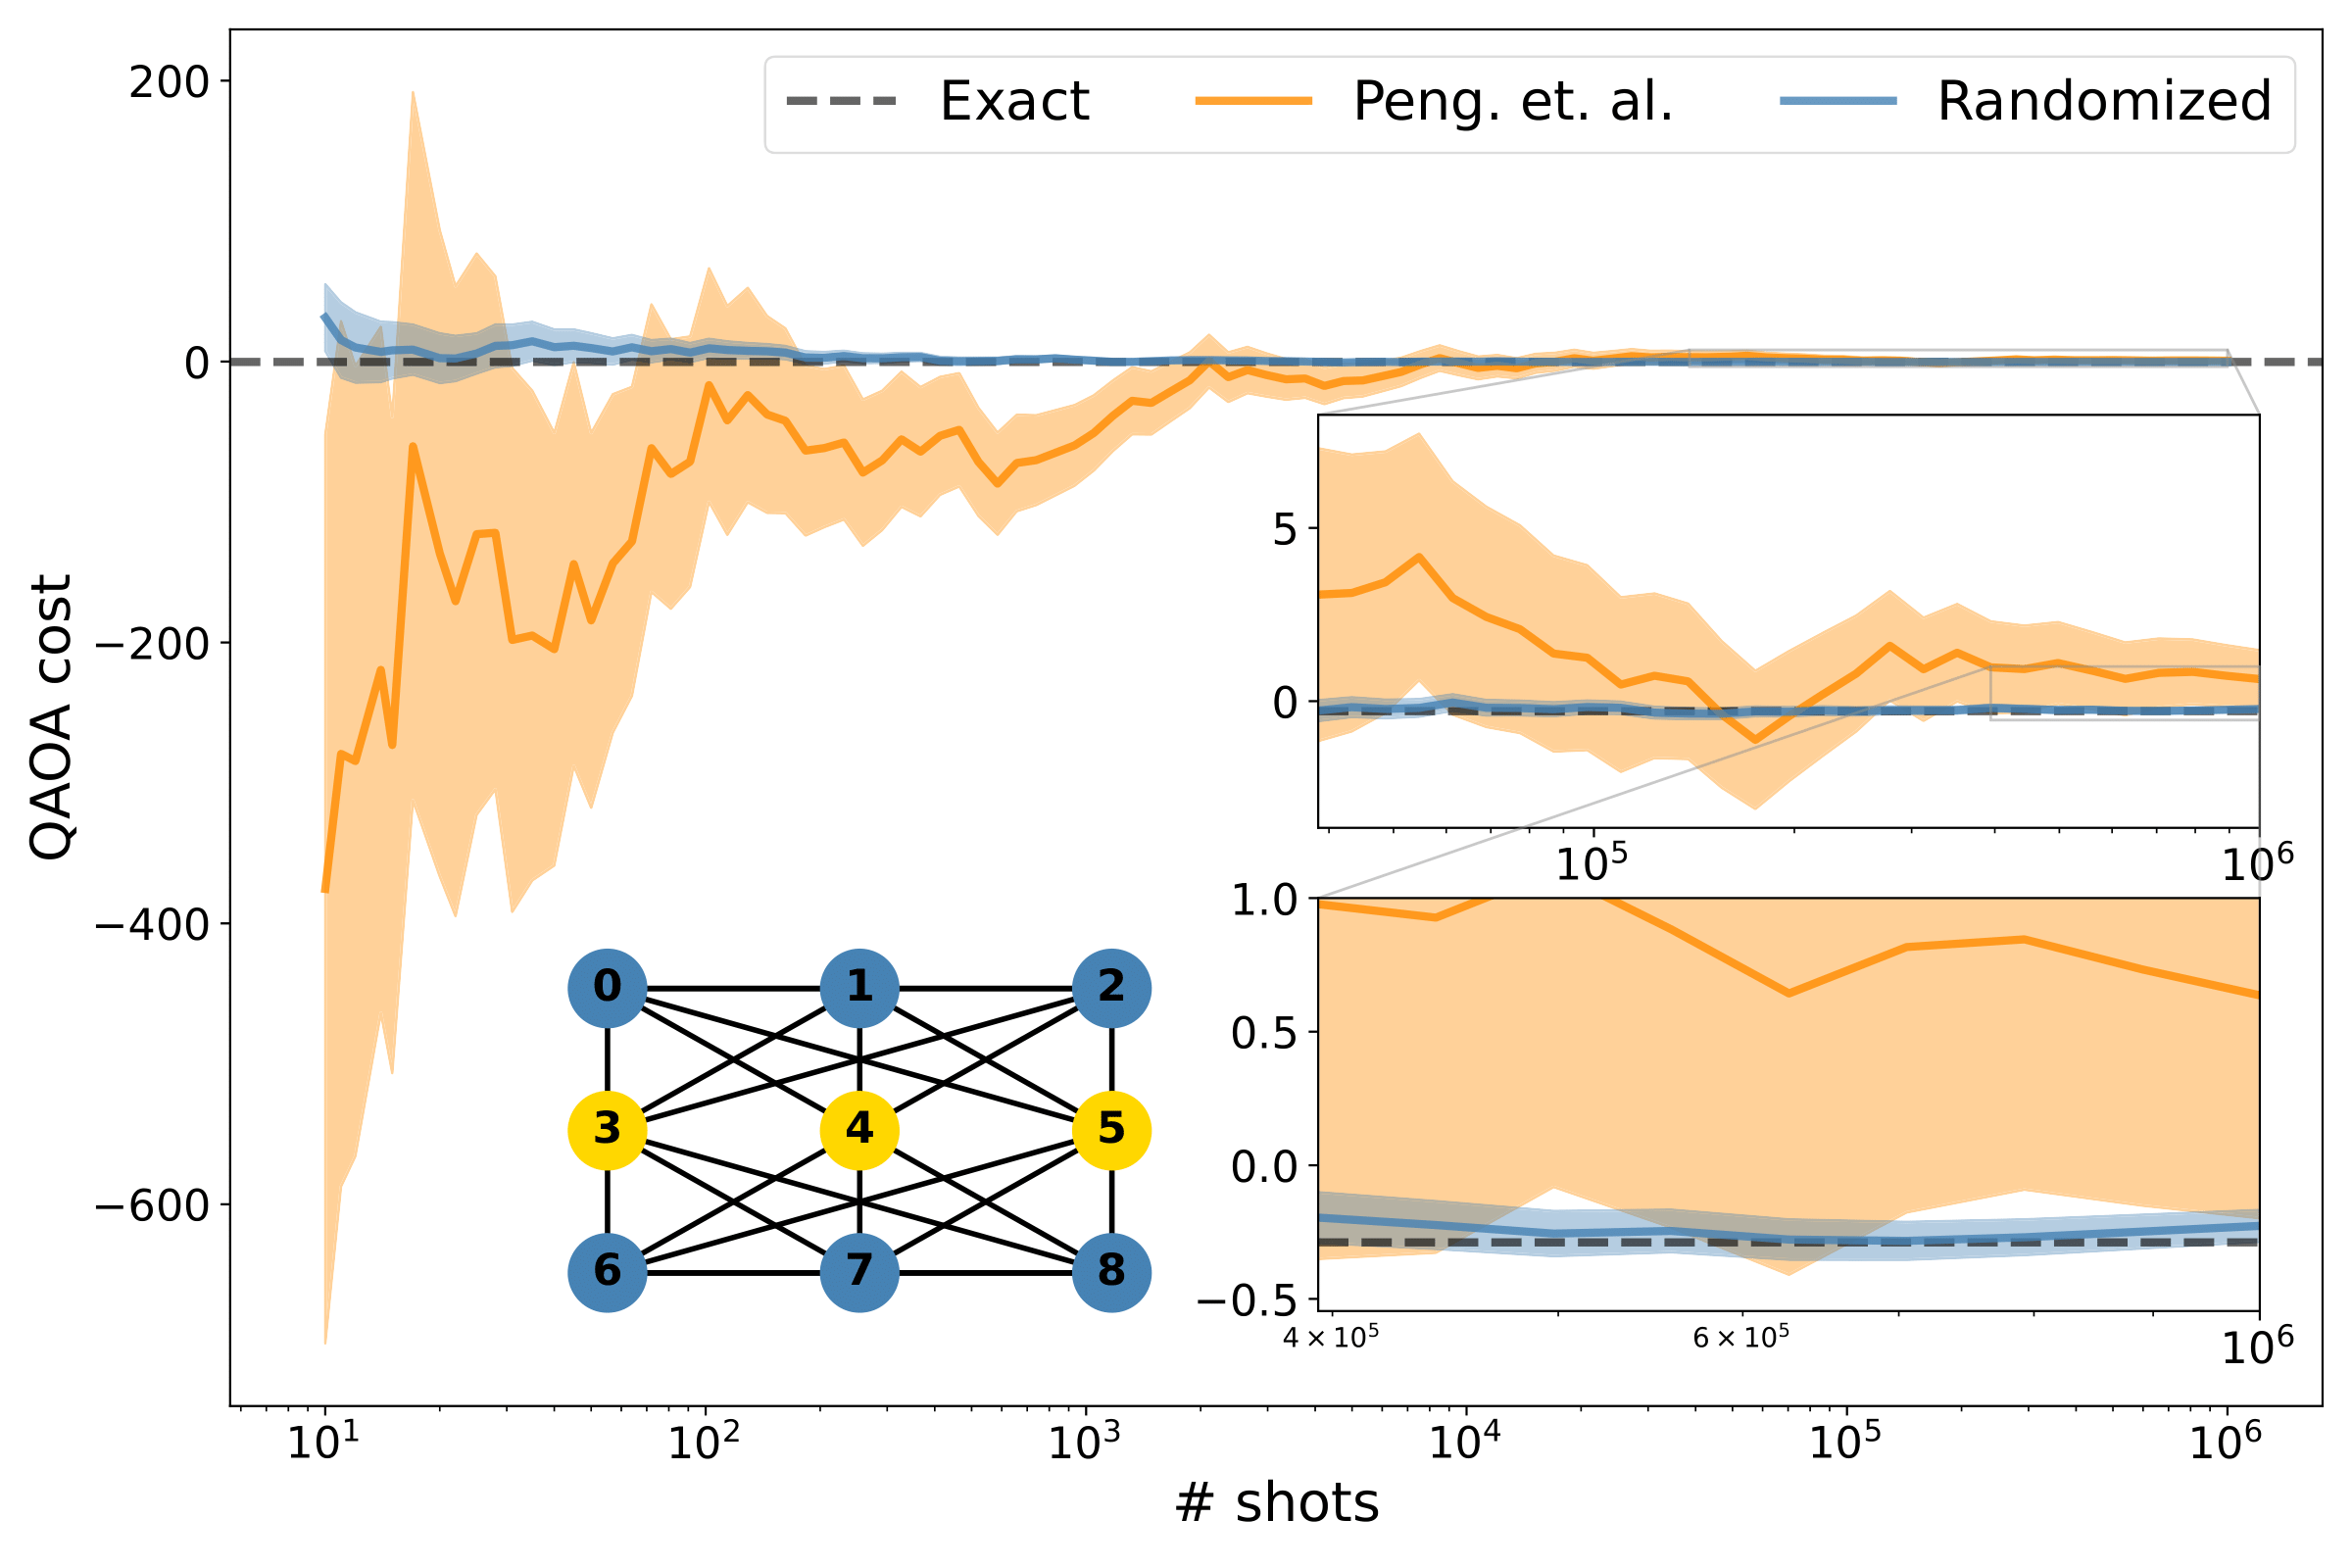 Exact Peng. et. al. Randomized
QAOA cost
200
0
−200
−400
−600
5
0
10⁵ 10⁶
1.0
0.5
0.0
−0.5
4 × 10⁵ 6 × 10⁵ 10⁶
0 1 2
3 4 5
6 7 8
10¹ 10² 10³ 10⁴ 10⁵ 10⁶
# shots